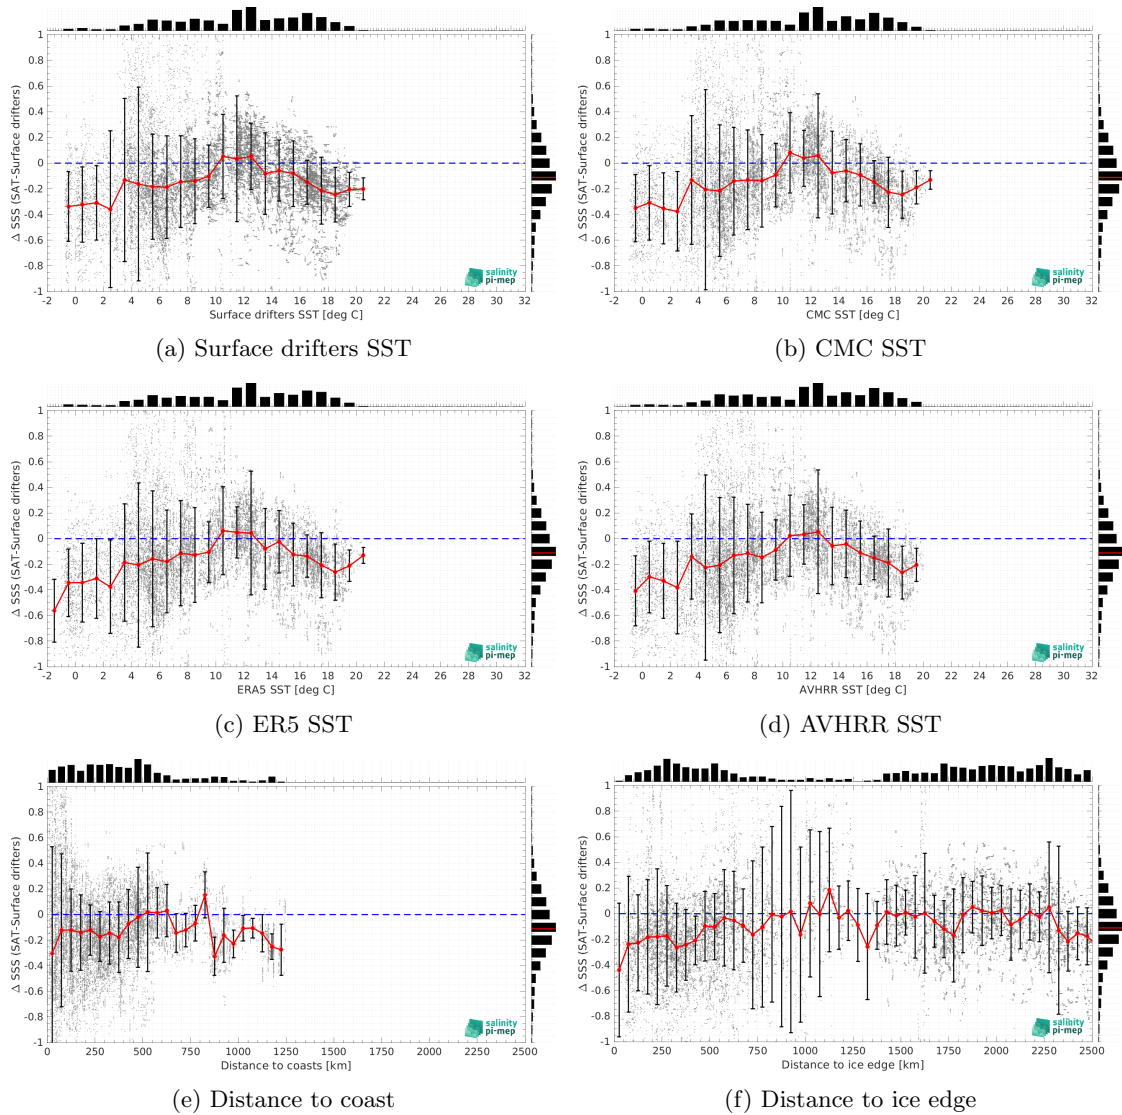 1
0.8
0.6
0.4
0.2
0
-0.2
-0.4
-0.6
-0.8
-1
Δ SSS (SAT-Surface drifters)
salinity
pi-mep
-2 0 2 4 6 8 10 12 14 16 18 20 22 24 26 28 30 32
Surface drifters SST [deg C]
(a) Surface drifters SST
1
0.8
0.6
0.4
0.2
0
-0.2
-0.4
-0.6
-0.8
-1
Δ SSS (SAT-Surface drifters)
salinity
pi-mep
-2 0 2 4 6 8 10 12 14 16 18 20 22 24 26 28 30 32
CMC SST [deg C]
(b) CMC SST
1
0.8
0.6
0.4
0.2
0
-0.2
-0.4
-0.6
-0.8
-1
Δ SSS (SAT-Surface drifters)
salinity
pi-mep
-2 0 2 4 6 8 10 12 14 16 18 20 22 24 26 28 30 32
ERA5 SST [deg C]
(c) ER5 SST
1
0.8
0.6
0.4
0.2
0
-0.2
-0.4
-0.6
-0.8
-1
Δ SSS (SAT-Surface drifters)
salinity
pi-mep
-2 0 2 4 6 8 10 12 14 16 18 20 22 24 26 28 30 32
AVHRR SST [deg C]
(d) AVHRR SST
1
0.8
0.6
0.4
0.2
0
-0.2
-0.4
-0.6
-0.8
-1
Δ SSS (SAT-Surface drifters)
salinity
pi-mep
0 250 500 750 1000 1250 1500 1750 2000 2250 2500
Distance to coasts [km]
(e) Distance to coast
1
0.8
0.6
0.4
0.2
0
-0.2
-0.4
-0.6
-0.8
-1
Δ SSS (SAT-Surface drifters)
salinity
pi-mep
0 250 500 750 1000 1250 1500 1750 2000 2250 2500
Distance to ice edge [km]
(f) Distance to ice edge